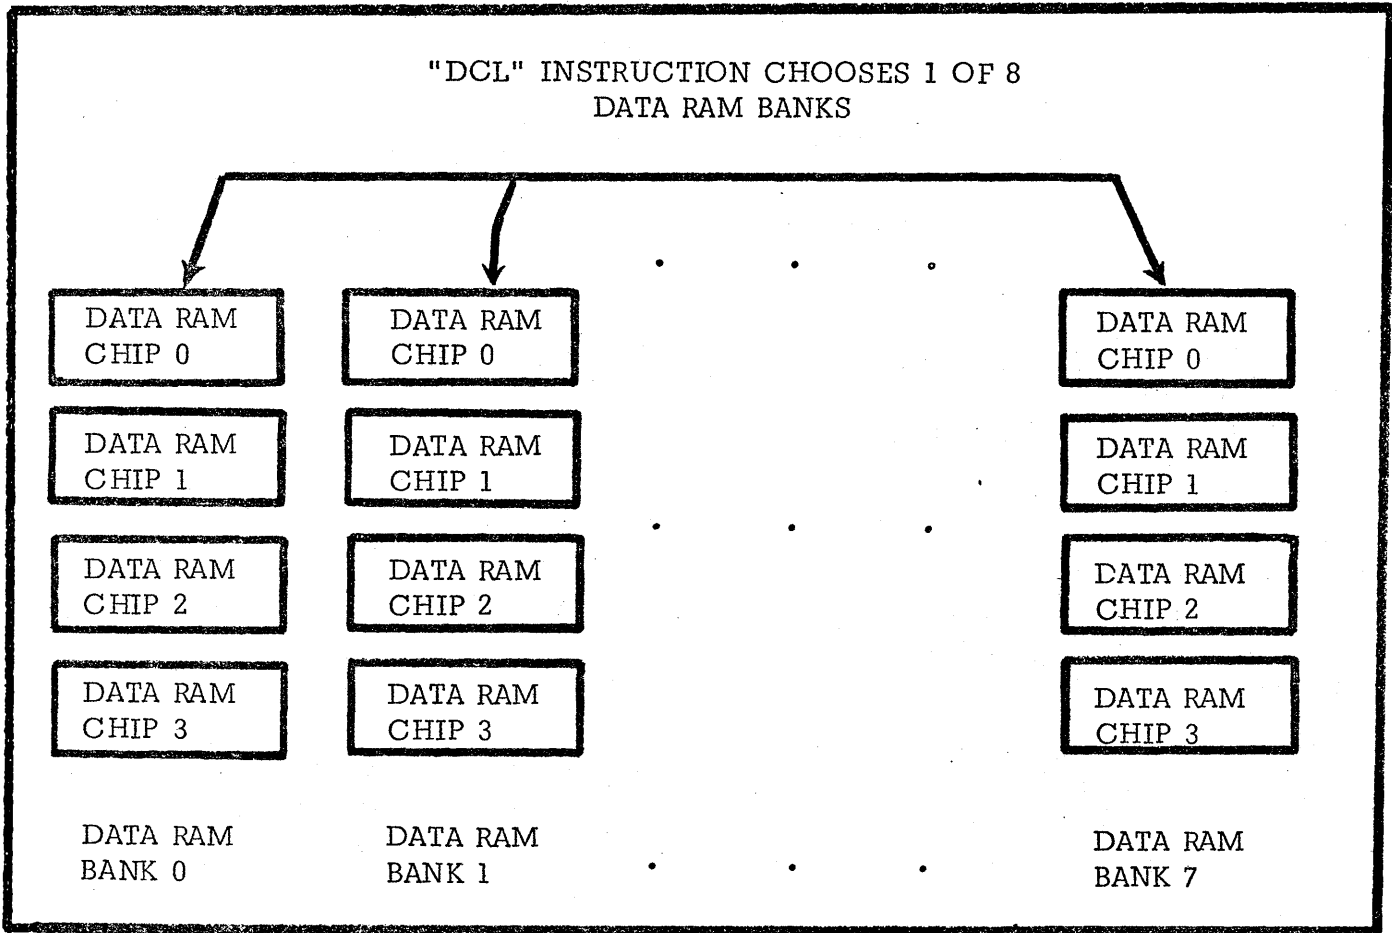 "DCL" INSTRUCTION CHOOSES 1 OF 8
DATA RAM BANKS
DATA RAM
CHIP 0
DATA RAM
CHIP 0
DATA RAM
CHIP 0
DATA RAM
CHIP 1
DATA RAM
CHIP 1
DATA RAM
CHIP 1
DATA RAM
CHIP 2
DATA RAM
CHIP 2
DATA RAM
CHIP 2
DATA RAM
CHIP 3
DATA RAM
CHIP 3
DATA RAM
CHIP 3
DATA RAM
BANK 0
DATA RAM
BANK 1
DATA RAM
BANK 7